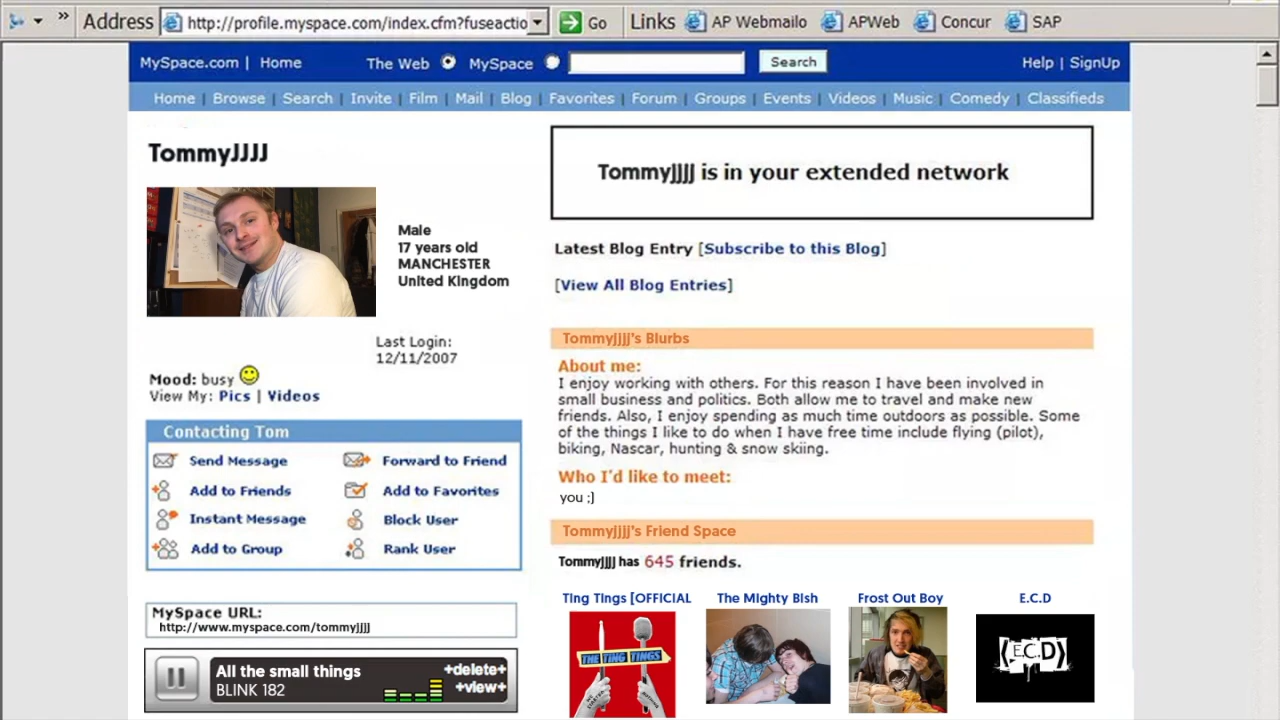 »
Address http://profile.myspace.com/index.cfm?fuseactio Go Links AP Webmailo APWeb Concur SAP
MySpace.com | Home The Web MySpace Search Help | SignUp
Home | Browse | Search | Invite | Film | Mail | Blog | Favorites | Forum | Groups | Events | Videos | Music | Comedy | Classifieds
TommyJJJJ
Male
17 years old
MANCHESTER
United Kingdom
Last Login:
12/11/2007
Mood: busy
View My: Pics | Videos
Contacting Tom
Send Message Forward to Friend
Add to Friends Add to Favorites
Instant Message Block User
Add to Group Rank User
MySpace URL:
http://www.myspace.com/tommyjjjj
All the small things +delete+
BLINK 182 +view+
Tommyjjjj is in your extended network
Latest Blog Entry [Subscribe to this Blog]
[View All Blog Entries]
Tommyjjjj's Blurbs
About me:
I enjoy working with others. For this reason I have been involved in
small business and politics. Both allow me to travel and make new
friends. Also, I enjoy spending as much time outdoors as possible. Some
of the things I like to do when I have free time include flying (pilot),
biking, Nascar, hunting & snow skiing.
Who I'd like to meet:
you ;)
Tommyjjjj's Friend Space
Tommyjjjj has 645 friends.
Ting Tings [OFFICIAL The Mighty Bish Frost Out Boy E.C.D
THE TING TINGS
(E.C.D)